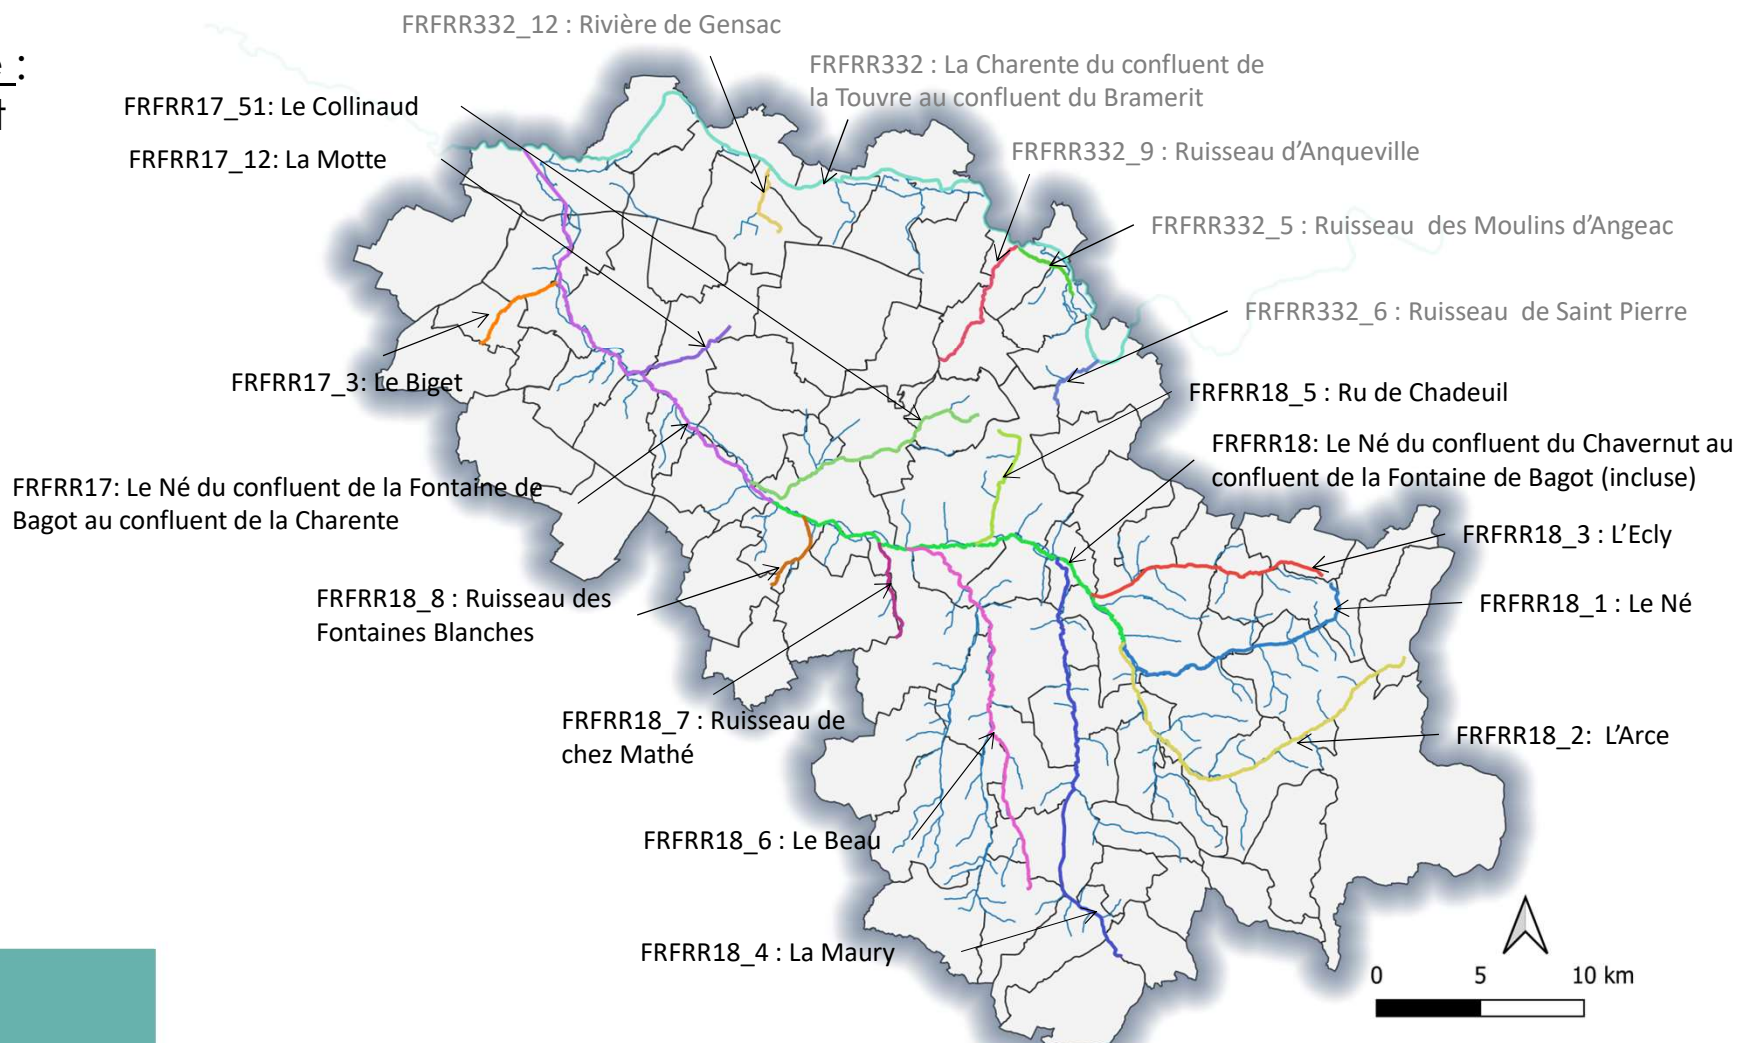 FRFRR332_12 : Rivière de Gensac
:
FRFRR332 : La Charente du confluent de
la Touvre au confluent du Bramerit
FRFRR17_51: Le Collinaud
FRFRR17_12: La Motte
FRFRR332_9 : Ruisseau d’Anqueville
FRFRR332_5 : Ruisseau des Moulins d’Angeac
FRFRR332_6 : Ruisseau de Saint Pierre
FRFRR17_3: Le Biget
FRFRR18_5 : Ru de Chadeuil
FRFRR18: Le Né du confluent du Chavernut au
confluent de la Fontaine de Bagot (incluse)
FRFRR17: Le Né du confluent de la Fontaine de
Bagot au confluent de la Charente
FRFRR18_3 : L’Ecly
FRFRR18_8 : Ruisseau des
Fontaines Blanches
FRFRR18_1 : Le Né
FRFRR18_7 : Ruisseau de
chez Mathé
FRFRR18_2: L’Arce
FRFRR18_6 : Le Beau
FRFRR18_4 : La Maury
0 5 10 km